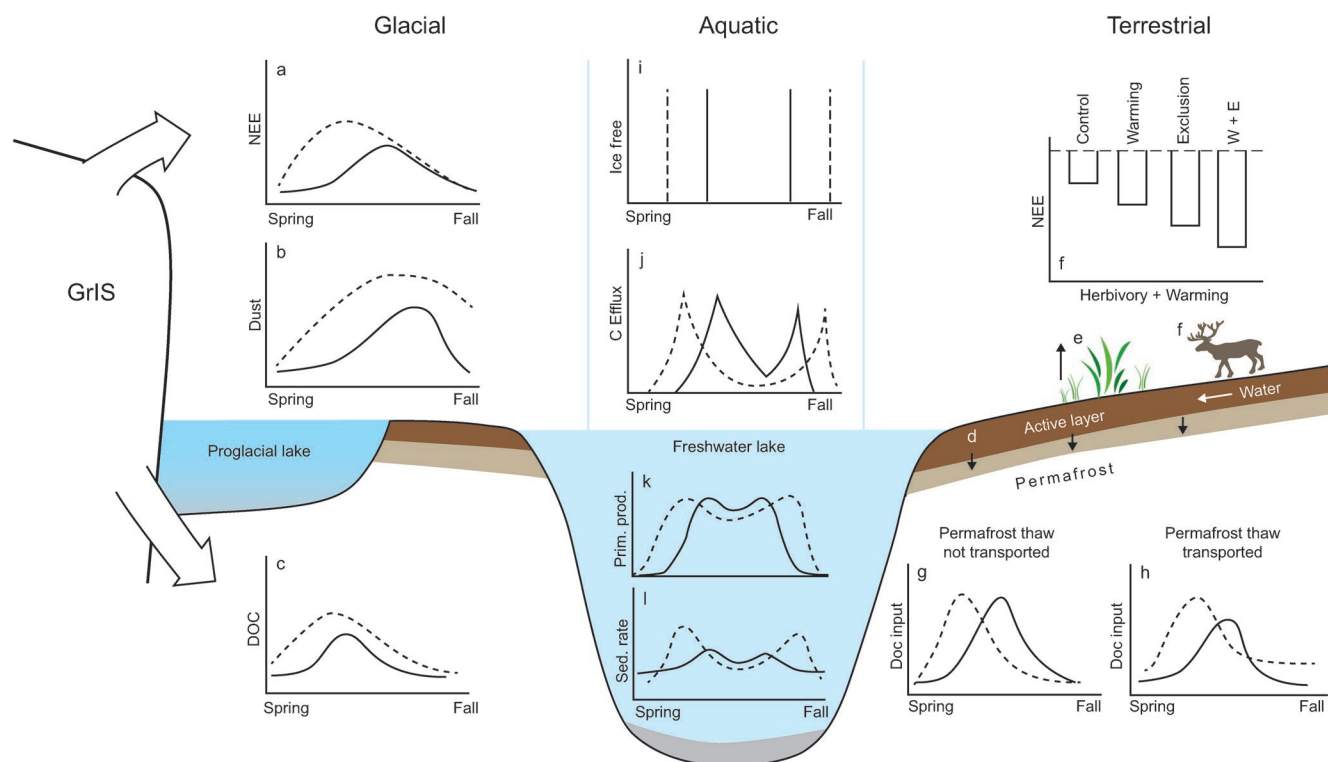 Glacial
Aquatic
Terrestrial
a
NEE
Spring
Fall
b
Dust
GrIS
Proglacial lake
c
DOC
Spring
Fall
i
Ice free
Spring
Fall
j
C Efflux
Spring
Fall
Freshwater lake
k
Prim. prod.
l
Sed. rate
Spring
Fall
Control
Warming
Exclusion
W + E
NEE
f
Herbivory + Warming
e
f
Water
Active layer
d
Permafrost
Permafrost thaw
not transported
g
Doc input
Spring
Fall
Permafrost thaw
transported
h
Doc input
Spring
Fall